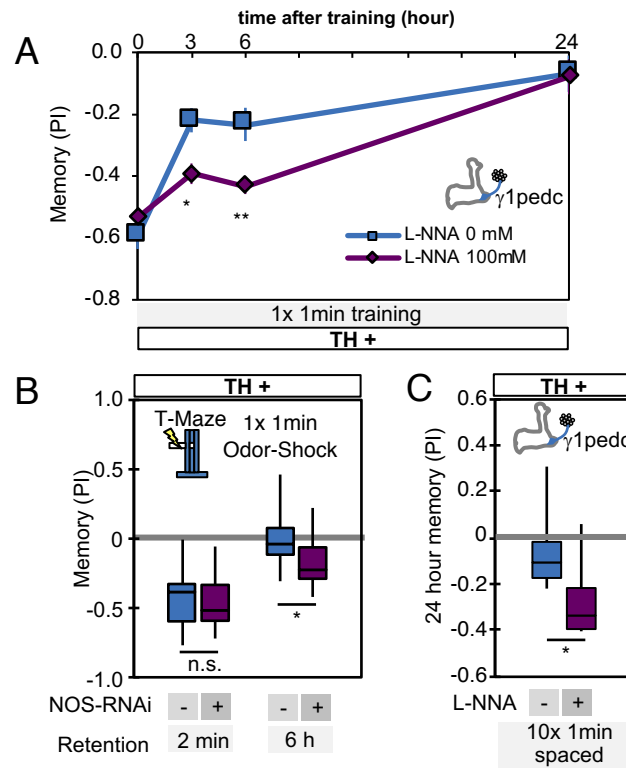 time after training (hour)
A
0 3 6 24
0.0
-0.2
-0.4
-0.6
-0.8
Memory (PI)
*
**
γ1pedc
L-NNA 0 mM
L-NNA 100mM
1x 1min training
TH +
B
TH +
1.0
0.5
0
-0.5
-1.0
Memory (PI)
T-Maze
1x 1min
Odor-Shock
n.s.
*
NOS-RNAi - + - +
Retention 2 min 6 h
C
TH +
0.6
0.4
0.2
0
-0.2
-0.4
-0.6
24 hour memory (PI)
γ1pedc
*
L-NNA - +
10x 1min
spaced